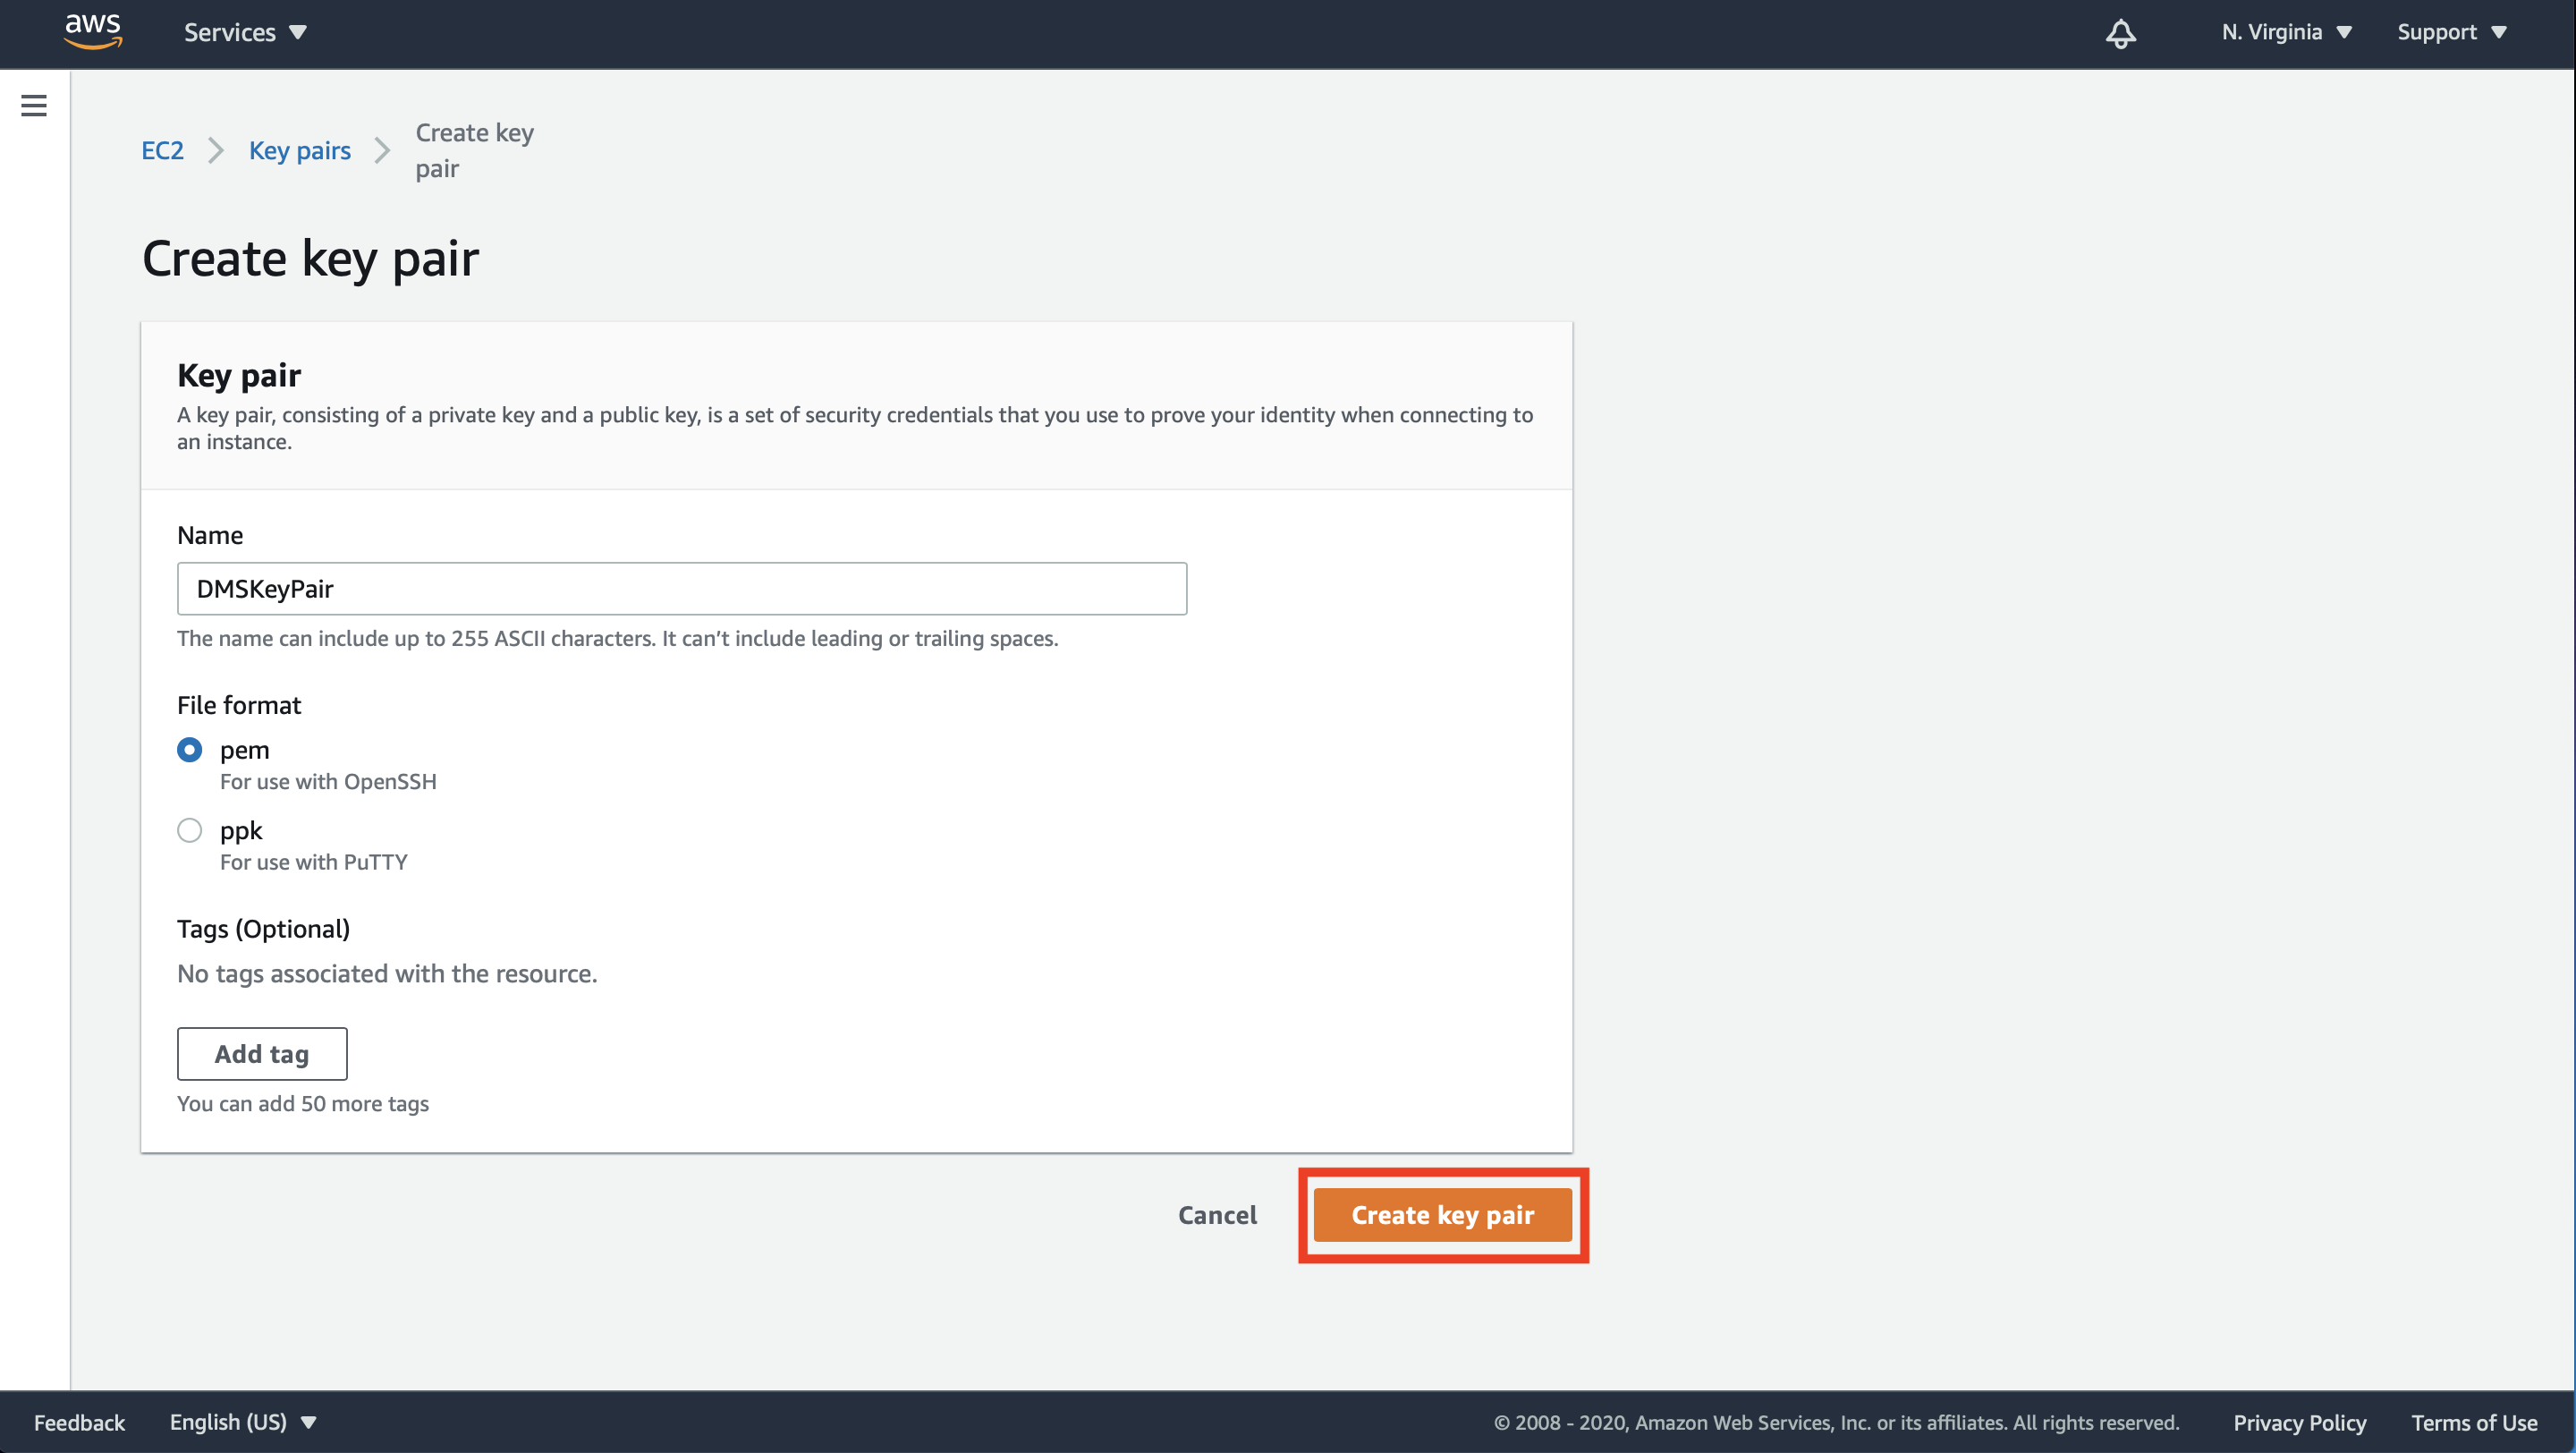 aws
Services
N. Virginia
Support
EC2
Key pairs
Create key
pair
Create key pair
Key pair
A key pair, consisting of a private key and a public key, is a set of security credentials that you use to prove your identity when connecting to
an instance.
Name
DMSKeyPair
The name can include up to 255 ASCII characters. It can’t include leading or trailing spaces.
File format
pem
For use with OpenSSH
ppk
For use with PuTTY
Tags (Optional)
No tags associated with the resource.
Add tag
You can add 50 more tags
Cancel
Create key pair
Feedback
English (US)
© 2008 - 2020, Amazon Web Services, Inc. or its affiliates. All rights reserved.
Privacy Policy
Terms of Use